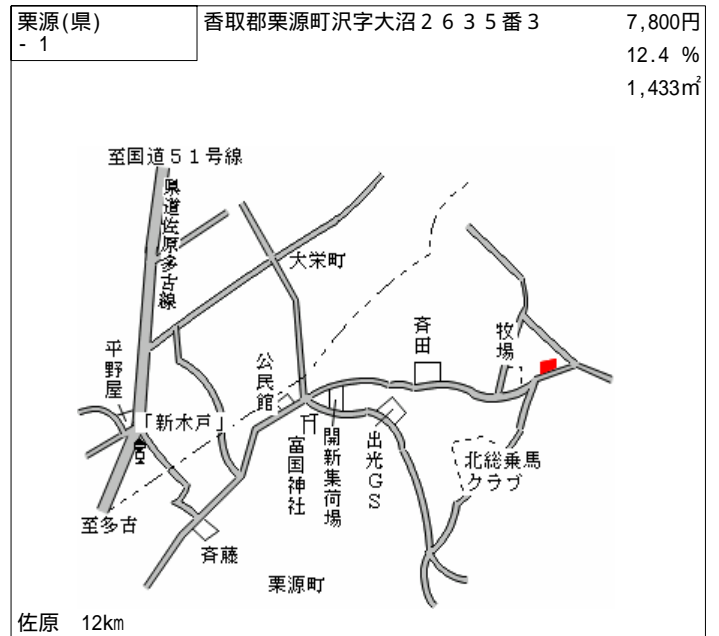 栗源(県)
- 1
香取郡栗源町沢字大沼２６３５番３
7,800円
12.4 %
1,433㎡
至国道５１号線
県道佐原多古線
大栄町
平野屋
「新木戸」
公民館
富国神社
開新集荷場
出光GS
斉田
牧場
北総乗馬
クラブ
至多古
斉藤
栗源町
佐原 12km